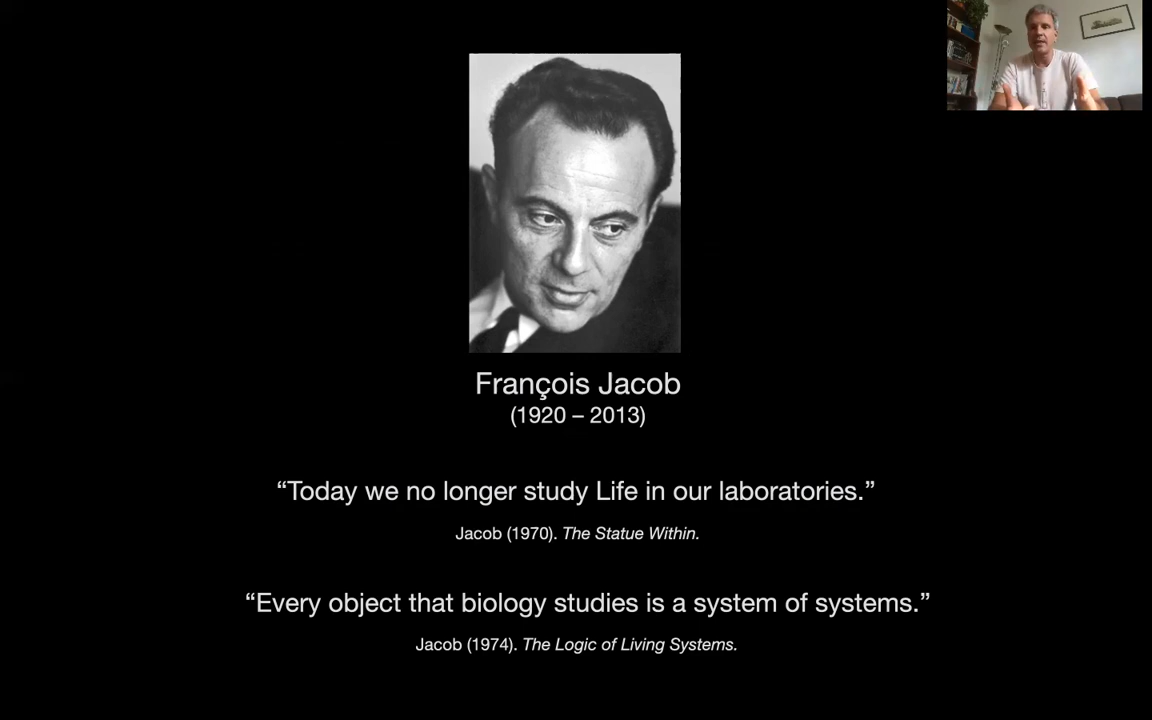 François Jacob
(1920 – 2013)
“Today we no longer study Life in our laboratories.”
Jacob (1970). The Statue Within.
“Every object that biology studies is a system of systems.”
Jacob (1974). The Logic of Living Systems.